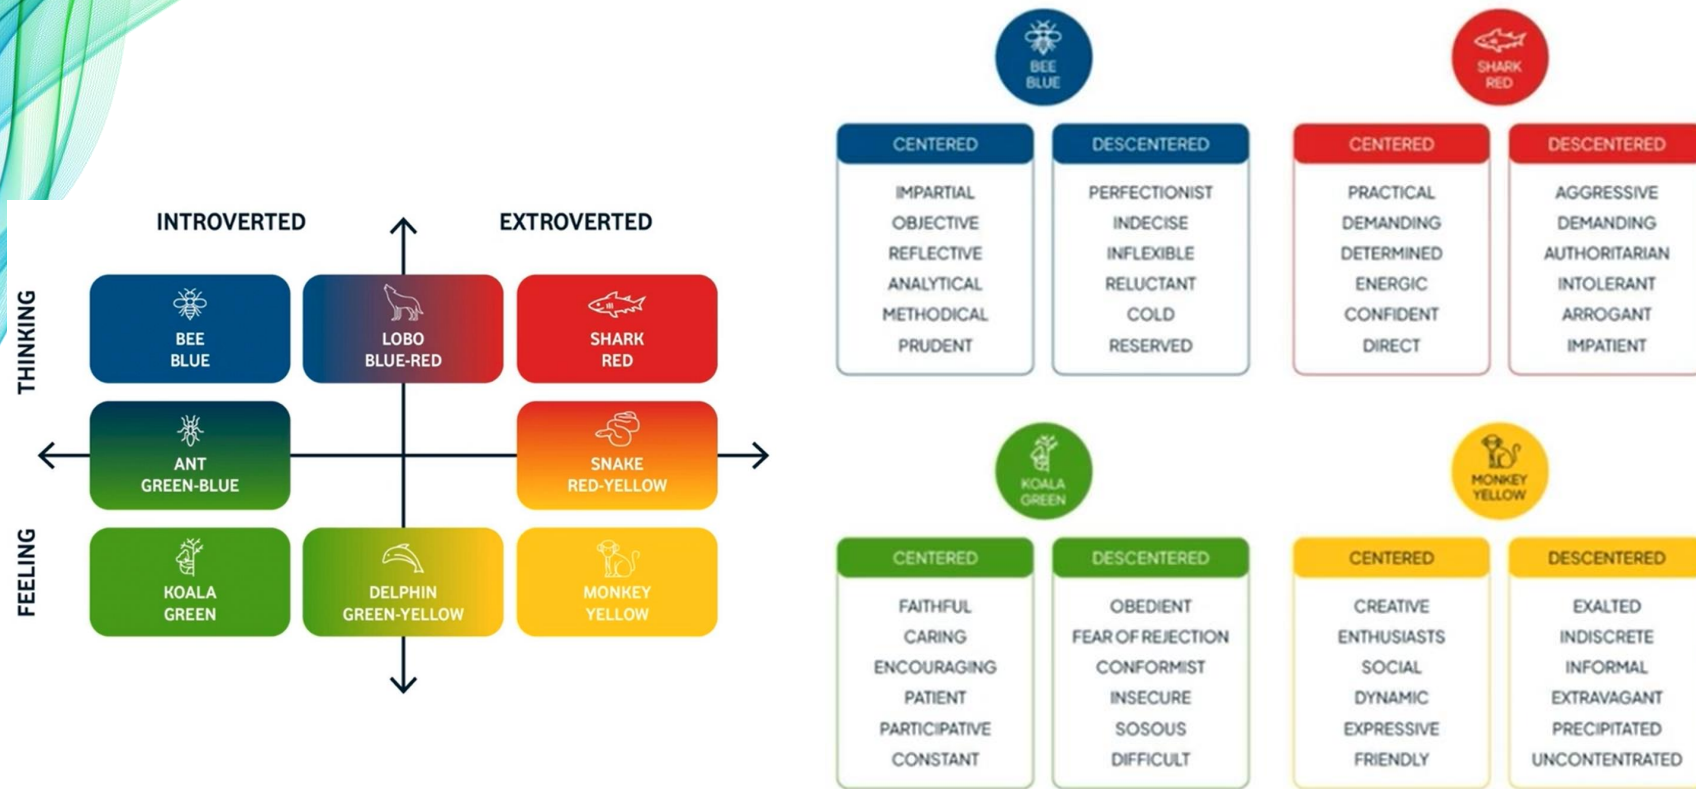 INTROVERTED
EXTROVERTED
THINKING
FEELING
BEE
BLUE
LOBO
BLUE-RED
SHARK
RED
ANT
GREEN-BLUE
SNAKE
RED-YELLOW
KOALA
GREEN
DELPHIN
GREEN-YELLOW
MONKEY
YELLOW
BEE
BLUE
CENTERED
IMPARTIAL
OBJECTIVE
REFLECTIVE
ANALYTICAL
METHODICAL
PRUDENT
DESCENTERED
PERFECTIONIST
INDECISE
INFLEXIBLE
RELUCTANT
COLD
RESERVED
SHARK
RED
CENTERED
PRACTICAL
DEMANDING
DETERMINED
ENERGIC
CONFIDENT
DIRECT
DESCENTERED
AGGRESSIVE
DEMANDING
AUTHORITARIAN
INTOLERANT
ARROGANT
IMPATIENT
KOALA
GREEN
CENTERED
FAITHFUL
CARING
ENCOURAGING
PATIENT
PARTICIPATIVE
CONSTANT
DESCENTERED
OBEDIENT
FEAR OF REJECTION
CONFORMIST
INSECURE
SOSOUS
DIFFICULT
MONKEY
YELLOW
CENTERED
CREATIVE
ENTHUSIASTS
SOCIAL
DYNAMIC
EXPRESSIVE
FRIENDLY
DESCENTERED
EXALTED
INDISCRETE
INFORMAL
EXTRAVAGANT
PRECIPITATED
UNCONTENTRATED